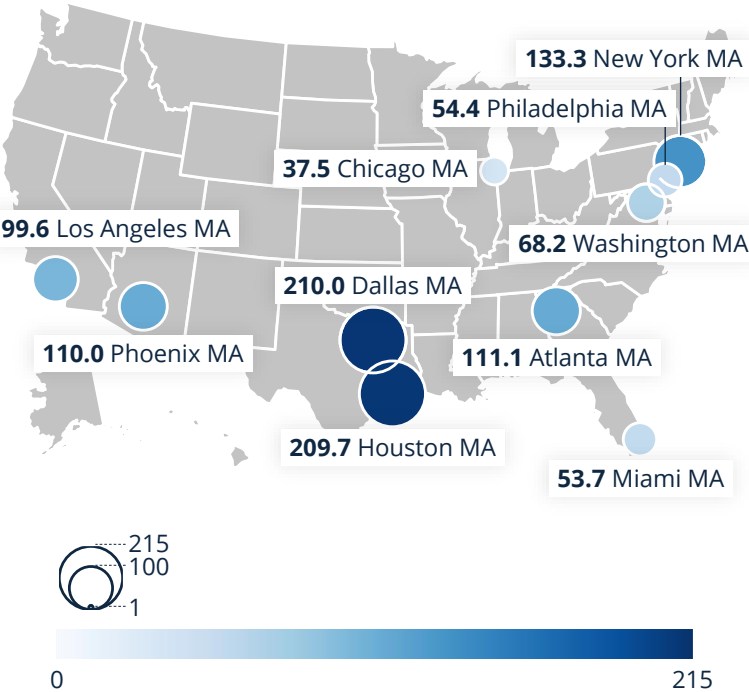 133.3 New York MA
54.4 Philadelphia MA
37.5 Chicago MA
99.6 Los Angeles MA
68.2 Washington MA
210.0 Dallas MA
110.0 Phoenix MA
111.1 Atlanta MA
209.7 Houston MA
53.7 Miami MA
215
100
1
0
215